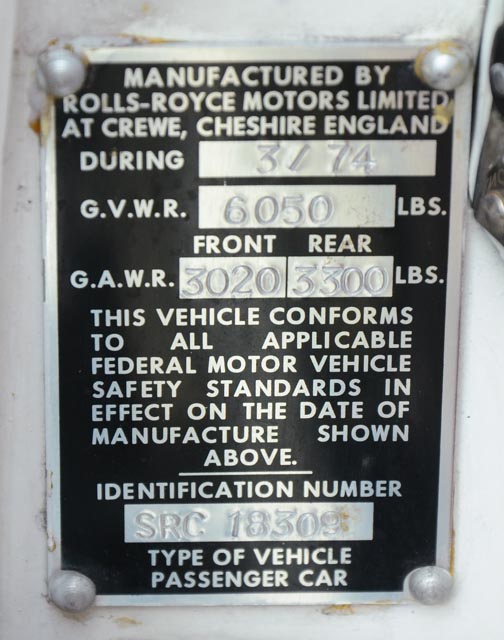 MANUFACTURED BY
ROLLS-ROYCE MOTORS LIMITED
AT CREWE, CHESHIRE ENGLAND
DURING 3/74
G.V.W.R. 6050 LBS.
FRONT REAR
G.A.W.R. 3020 3300 LBS.
THIS VEHICLE CONFORMS
TO ALL APPLICABLE
FEDERAL MOTOR VEHICLE
SAFETY STANDARDS IN
EFFECT ON THE DATE OF
MANUFACTURE SHOWN
ABOVE.
IDENTIFICATION NUMBER
SRC 18309
TYPE OF VEHICLE
PASSENGER CAR